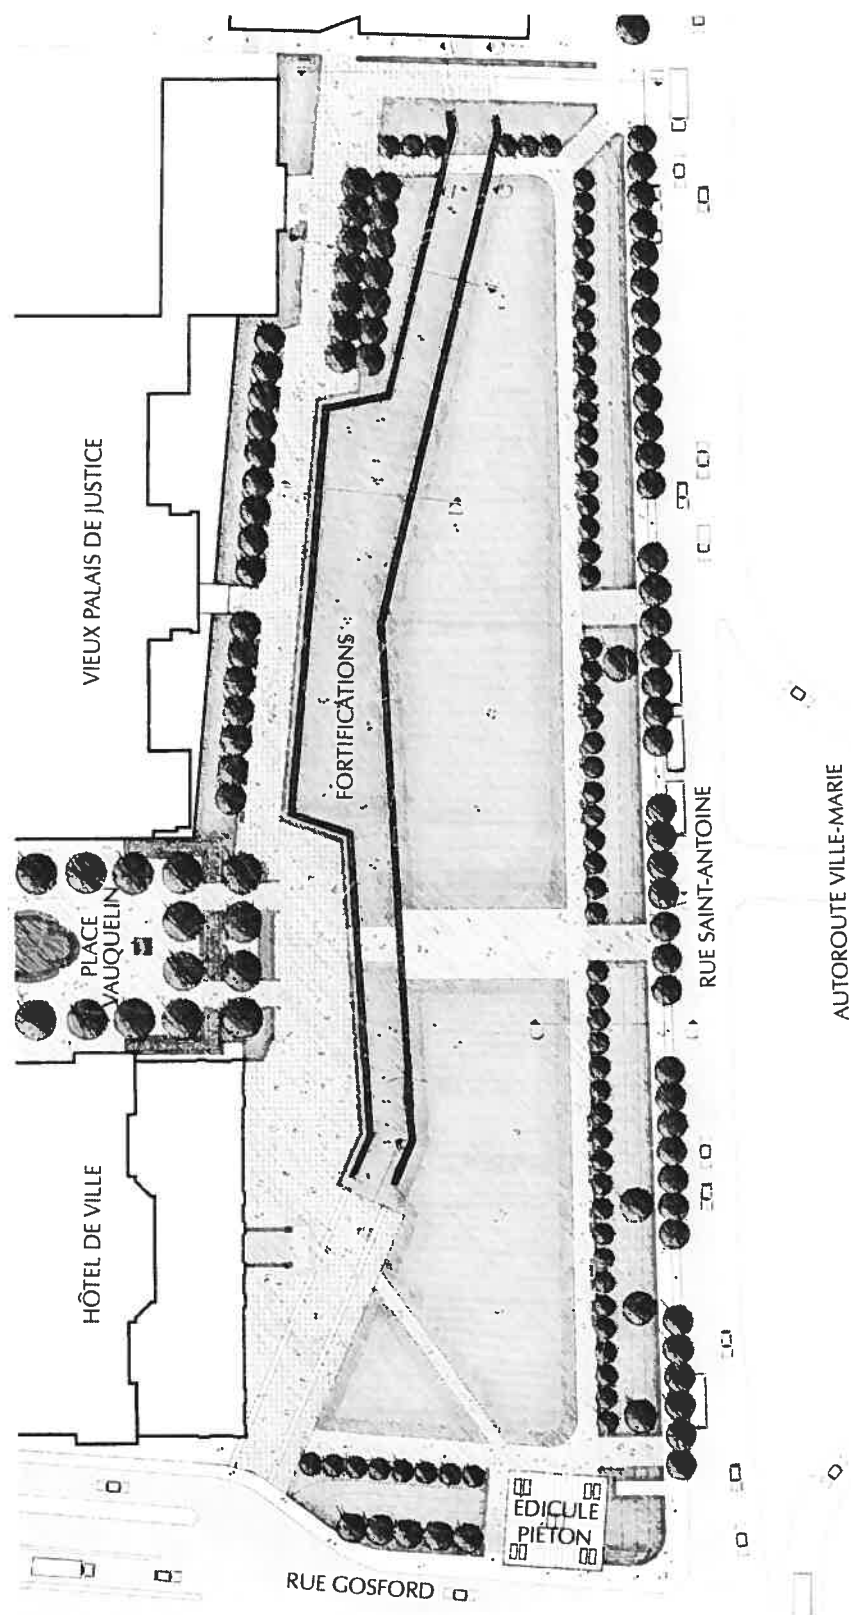 VIEUX PALAIS DE JUSTICE
FORTIFICATIONS
PLACE
VAUQUELIN
RUE SAINT-ANTOINE
AUTOROUTE VILLE-MARIE
HÔTEL DE VILLE
ÉDICULE
PIÉTON
RUE GOSFORD